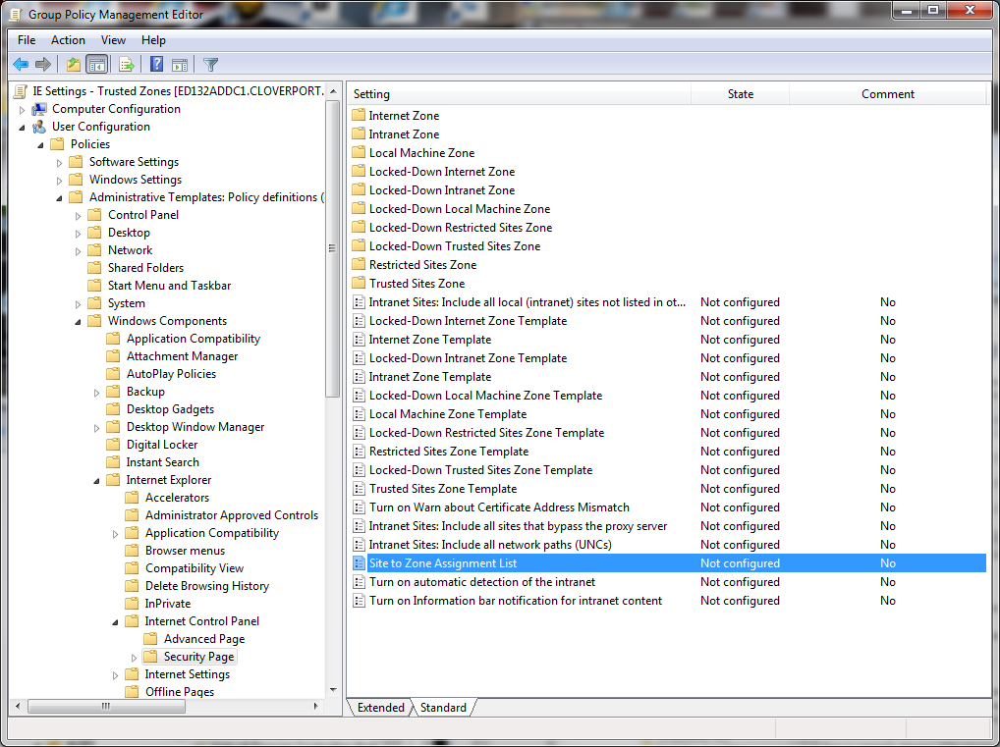 Group Policy Management Editor
File Action View Help
IE Settings - Trusted Zones [ED132ADDC1.CLOVERPORT.
Computer Configuration
User Configuration
Policies
Software Settings
Windows Settings
Administrative Templates: Policy definitions (
Control Panel
Desktop
Network
Shared Folders
Start Menu and Taskbar
System
Windows Components
Application Compatibility
Attachment Manager
AutoPlay Policies
Backup
Desktop Gadgets
Desktop Window Manager
Digital Locker
Instant Search
Internet Explorer
Accelerators
Administrator Approved Controls
Application Compatibility
Browser menus
Compatibility View
Delete Browsing History
InPrivate
Internet Control Panel
Advanced Page
Security Page
Internet Settings
Offline Pages
Setting State Comment
Internet Zone
Intranet Zone
Local Machine Zone
Locked-Down Internet Zone
Locked-Down Intranet Zone
Locked-Down Local Machine Zone
Locked-Down Restricted Sites Zone
Locked-Down Trusted Sites Zone
Restricted Sites Zone
Trusted Sites Zone
Intranet Sites: Include all local (intranet) sites not listed in ot... Not configured No
Locked-Down Internet Zone Template Not configured No
Internet Zone Template Not configured No
Locked-Down Intranet Zone Template Not configured No
Intranet Zone Template Not configured No
Locked-Down Local Machine Zone Template Not configured No
Local Machine Zone Template Not configured No
Locked-Down Restricted Sites Zone Template Not configured No
Restricted Sites Zone Template Not configured No
Locked-Down Trusted Sites Zone Template Not configured No
Trusted Sites Zone Template Not configured No
Turn on Warn about Certificate Address Mismatch Not configured No
Intranet Sites: Include all sites that bypass the proxy server Not configured No
Intranet Sites: Include all network paths (UNCs) Not configured No
Site to Zone Assignment List Not configured No
Turn on automatic detection of the intranet Not configured No
Turn on Information bar notification for intranet content Not configured No
Extended Standard